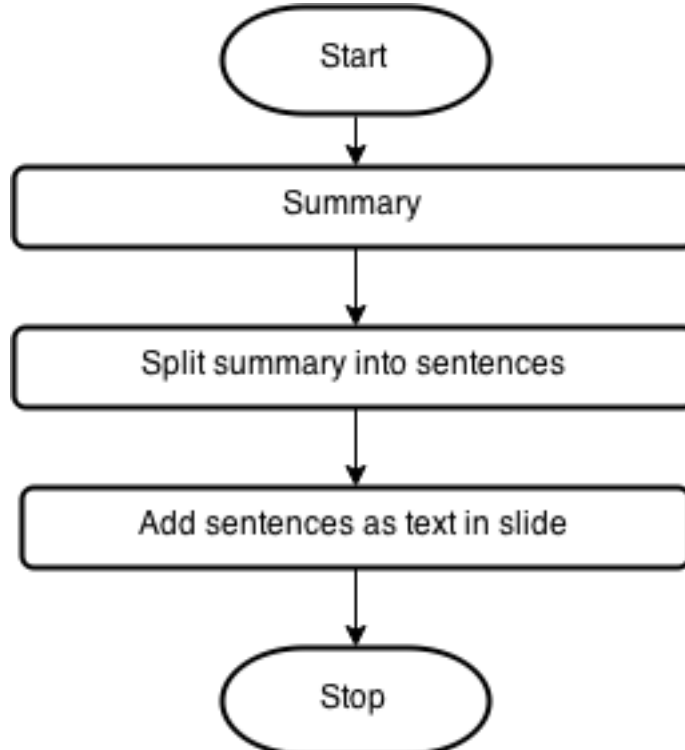 Start
Summary
Split summary into sentences
Add sentences as text in slide
Stop